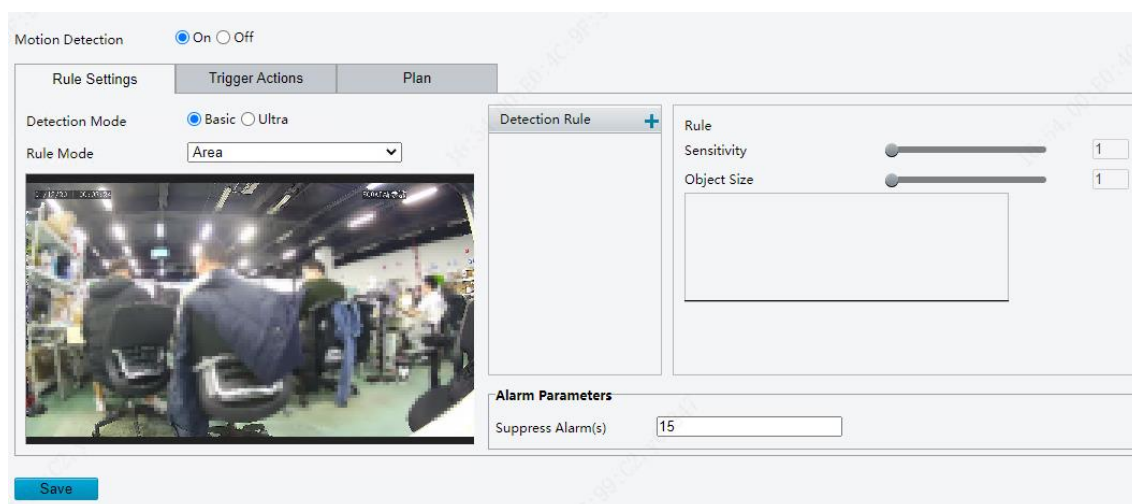 Motion Detection On Off
Rule Settings Trigger Actions Plan
Detection Mode Basic Ultra
Rule Mode Area
Detection Rule +
Rule
Sensitivity 1
Object Size 1
Alarm Parameters
Suppress Alarm(s) 15
Save